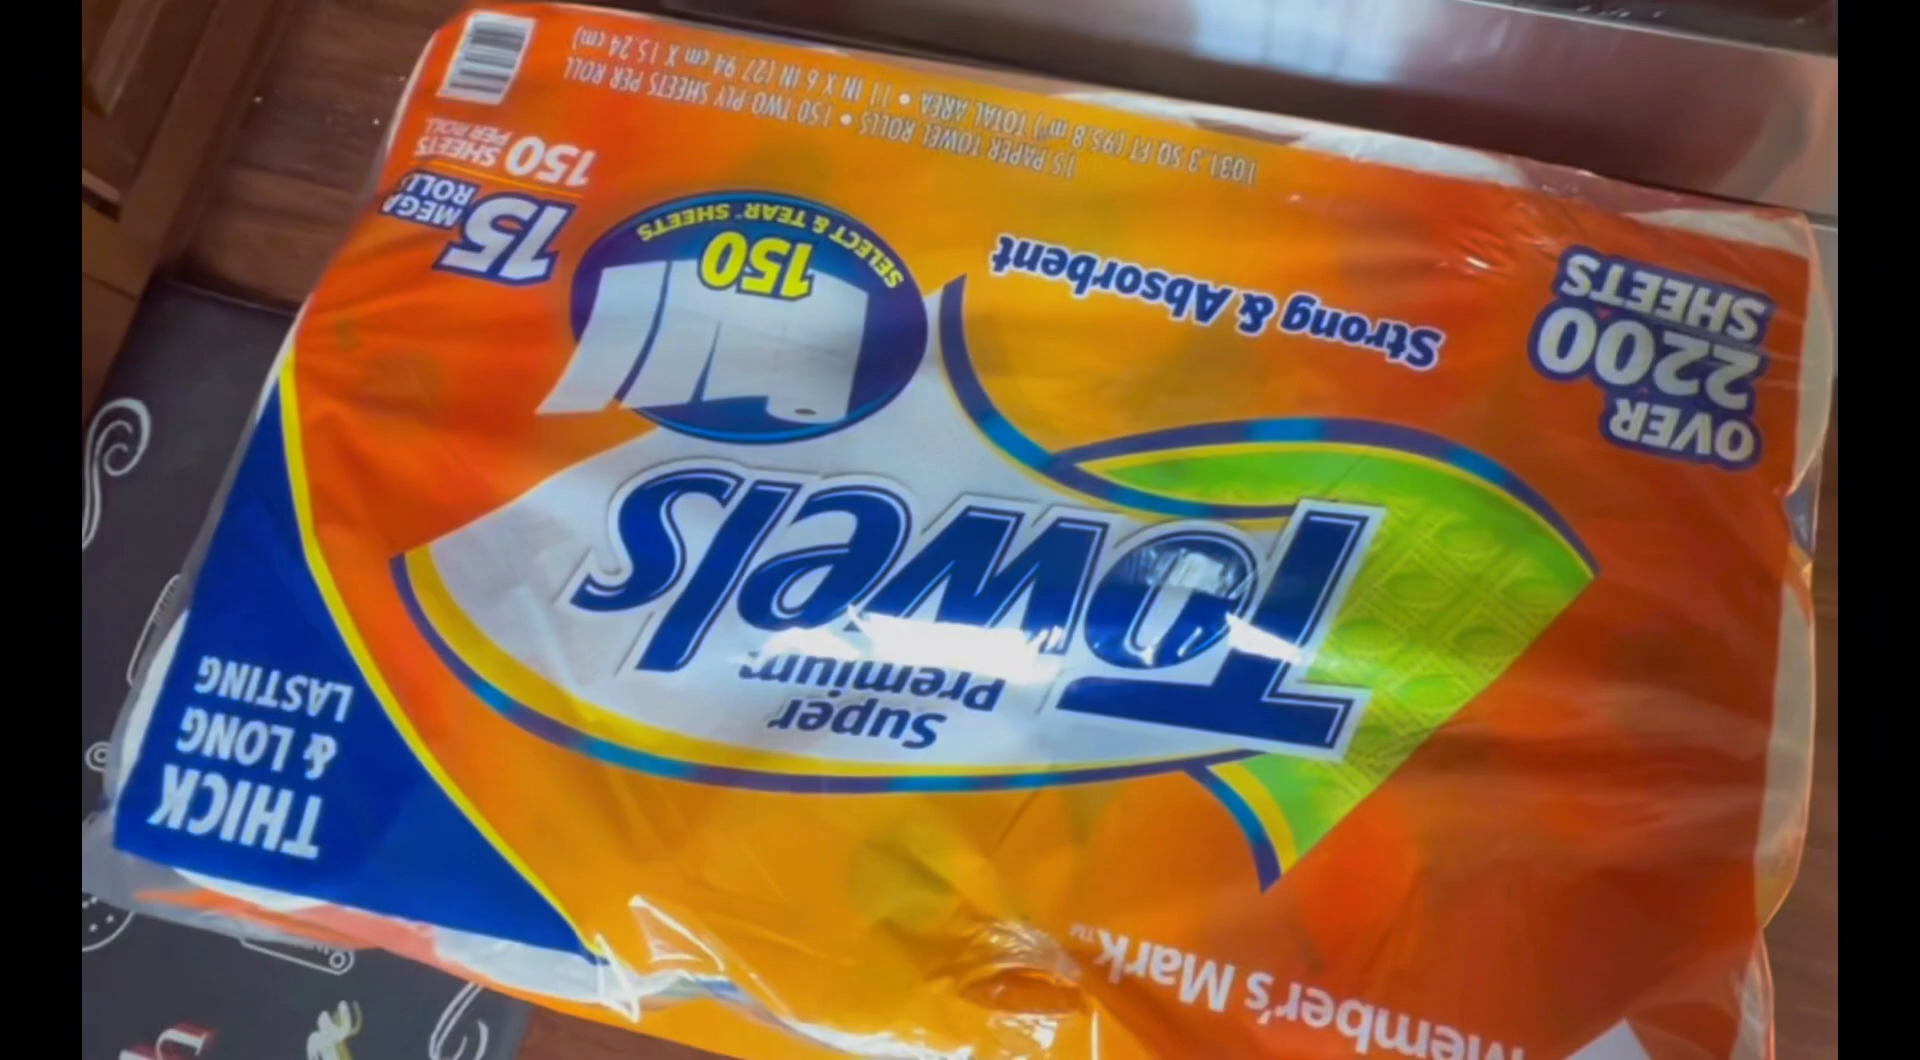 Member's Mark™
Super
Premium
Towels
THICK
& LONG
LASTING
OVER
2200
SHEETS
Strong & Absorbent
150
SELECT & TEAR™ SHEETS
15
MEGA
ROLLS
150
SHEETS
PER ROLL
15 PAPER TOWEL ROLLS • 150 TWO-PLY SHEETS PER ROLL
1031.3 SQ FT (95.8 m²) TOTAL AREA • 11 IN X 6 IN (27.94 cm X 15.24 cm)